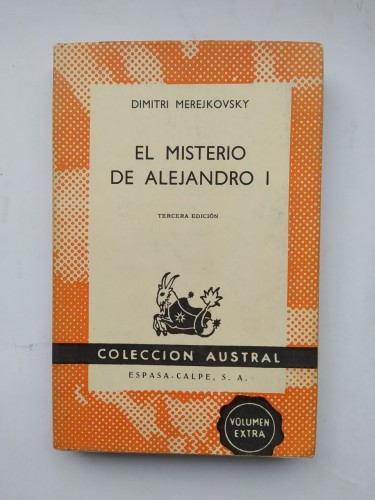 DIMITRI MEREJKOVSKY
EL MISTERIO
DE ALEJANDRO I
TERCERA EDICIÓN
COLECCION AUSTRAL
ESPASA-CALPE, S. A.
VOLUMEN
EXTRA